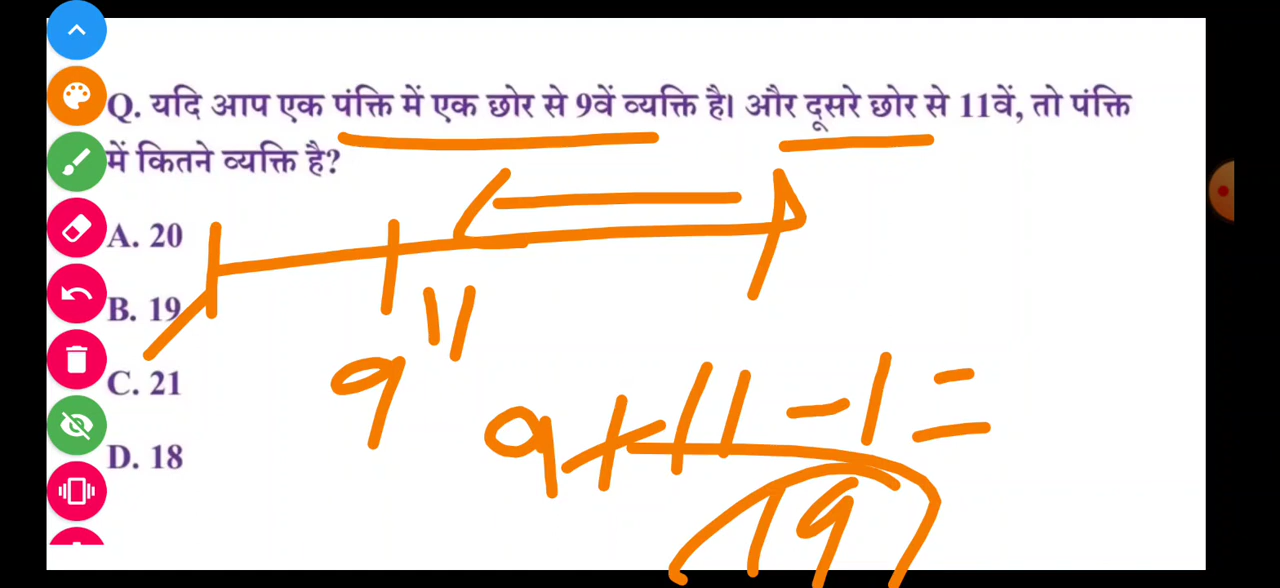 Q. यदि आप एक पंक्ति में एक छोर से 9वें व्यक्ति है। और दूसरे छोर से 11वें, तो पंक्ति
में कितने व्यक्ति है?
A. 20
B. 19
C. 21
D. 18
9 11
9+11-1=
19